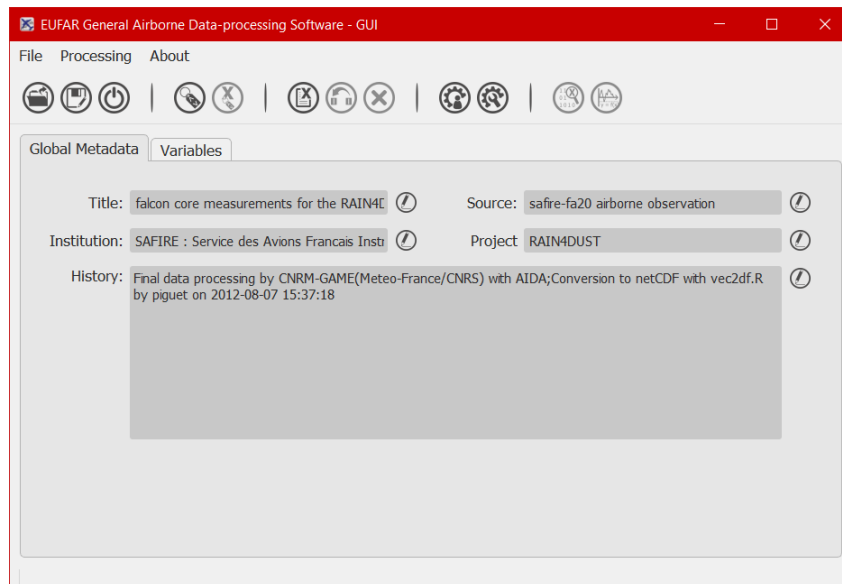 EUFAR General Airborne Data-processing Software - GUI
File Processing About
Global Metadata Variables
Title: falcon core measurements for the RAIN4D Source: safire-fa20 airborne observation
Institution: SAFIRE : Service des Avions Francais Instr Project RAIN4DUST
History: Final data processing by CNRM-GAME(Meteo-France/CNRS) with AIDA;Conversion to netCDF with vec2df.R
by piguet on 2012-08-07 15:37:18